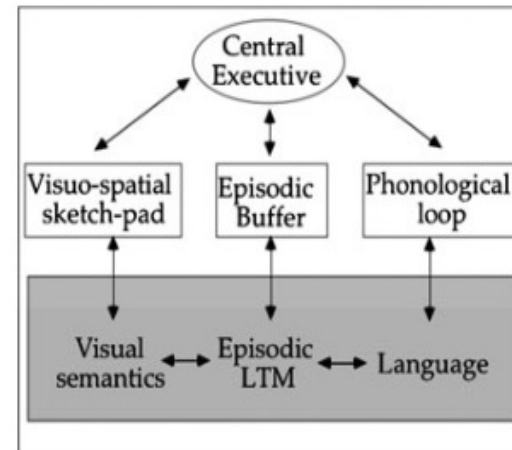 Central
Executive
Visuo-spatial
sketch-pad
Episodic
Buffer
Phonological
loop
Visual
semantics
Episodic
LTM
Language